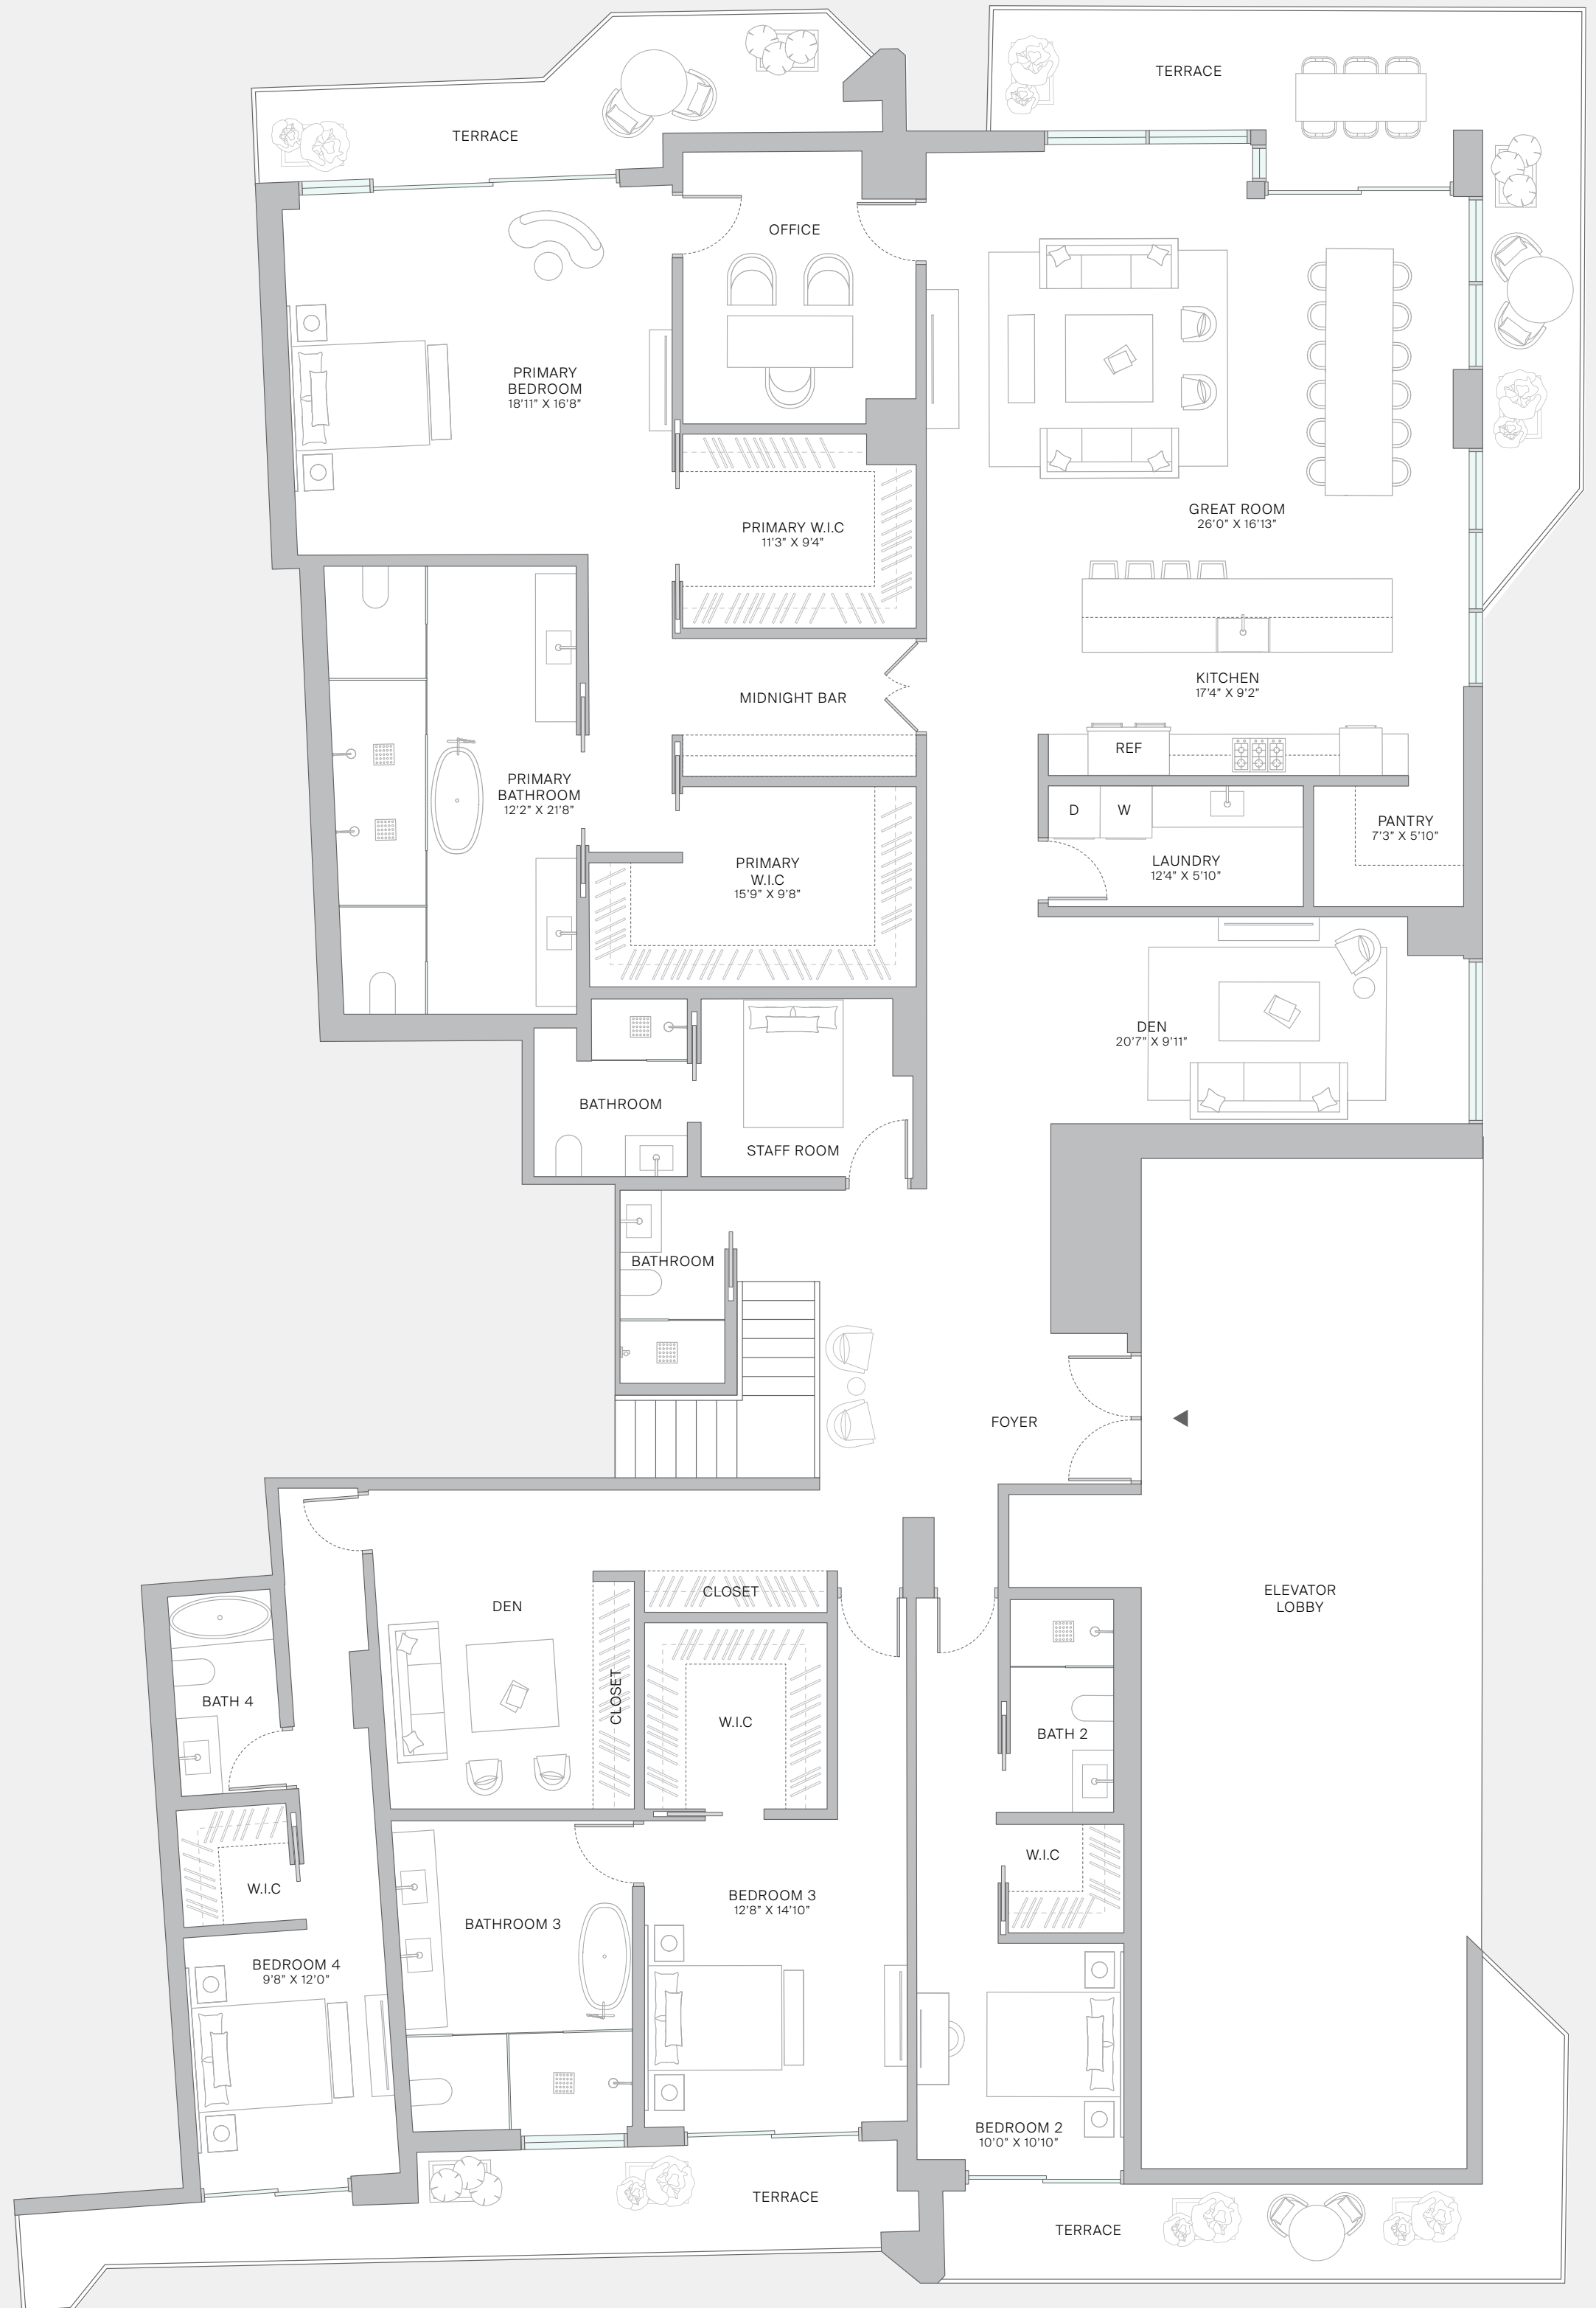 TERRACE
TERRACE
OFFICE
PRIMARY
BEDROOM
18'11" X 16'8"
GREAT ROOM
26'0" X 16'13"
PRIMARY W.I.C
11'3" X 9'4"
KITCHEN
17'4" X 9'2"
MIDNIGHT BAR
REF
PRIMARY
BATHROOM
12'2" X 21'8"
D
W
PANTRY
7'3" X 5'10"
LAUNDRY
12'4" X 5'10"
PRIMARY
W.I.C
15'9" X 9'8"
DEN
20'7" X 9'11"
BATHROOM
STAFF ROOM
BATHROOM
FOYER
ELEVATOR
LOBBY
CLOSET
DEN
CLOSET
BATH 4
W.I.C
BATH 2
W.I.C
W.I.C
BEDROOM 3
12'8" X 14'10"
BATHROOM 3
BEDROOM 4
9'8" X 12'0"
BEDROOM 2
10'0" X 10'10"
TERRACE
TERRACE